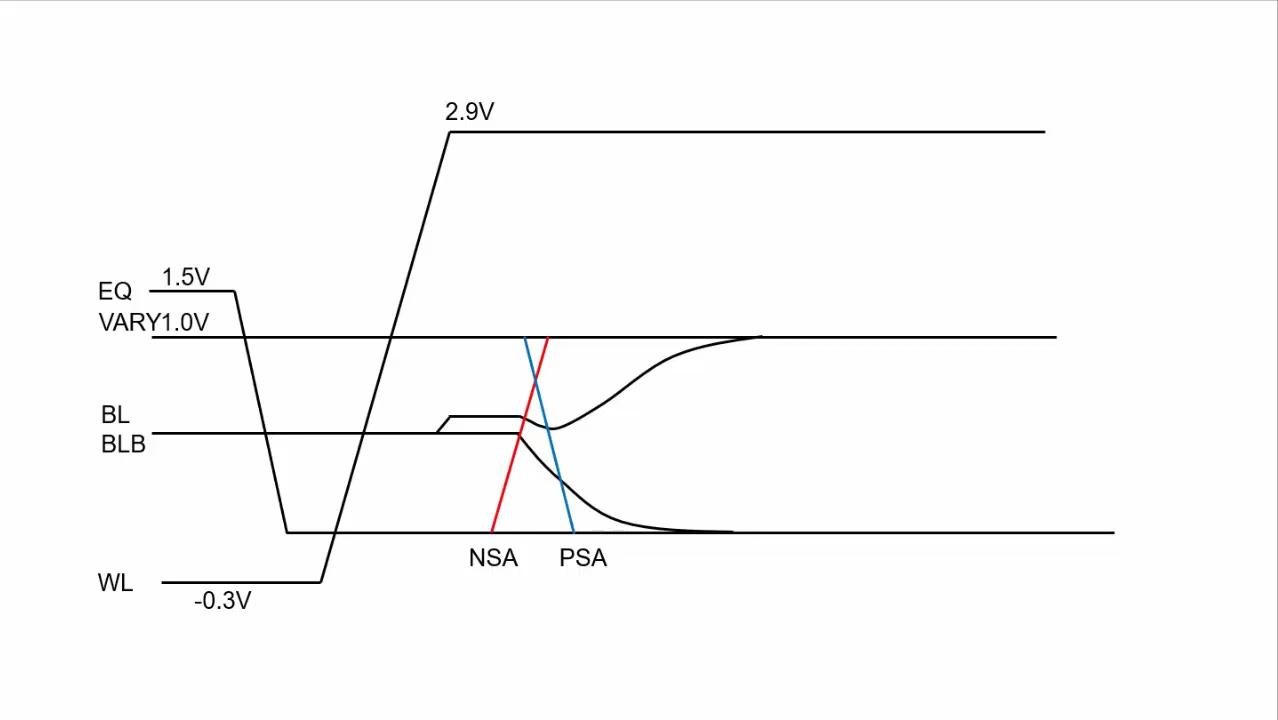 2.9V
1.5V
EQ
VARY1.0V
BL
BLB
NSA PSA
WL
-0.3V